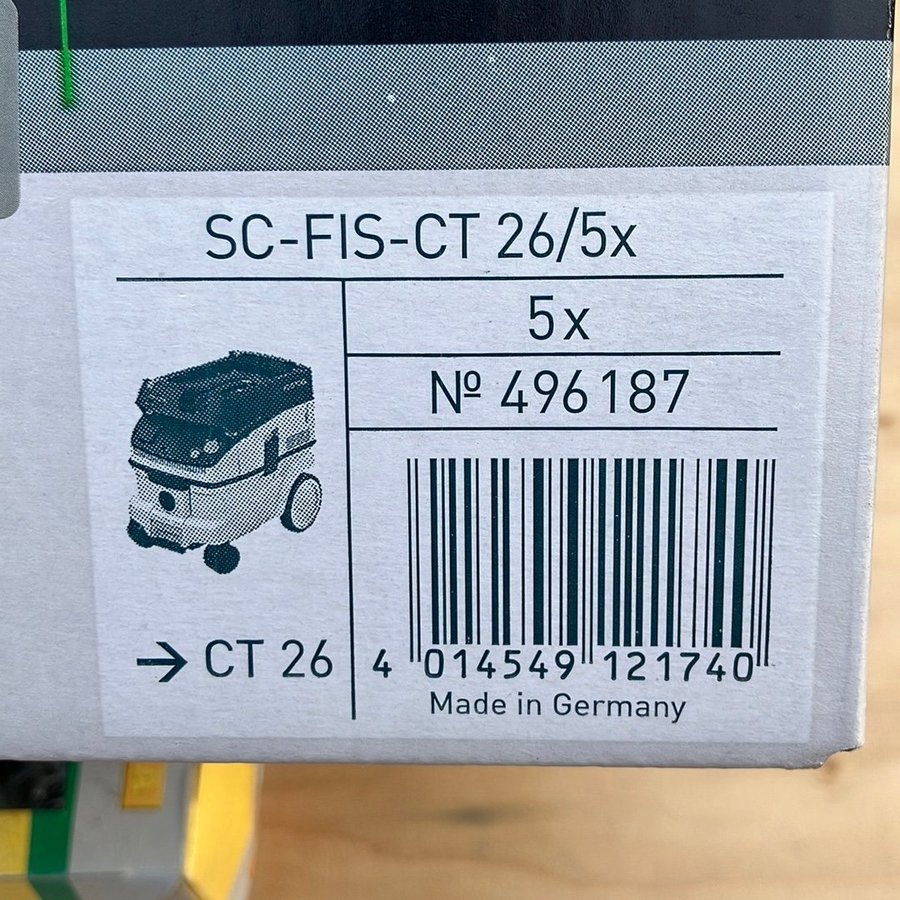 SC-FIS-CT 26/5x
5x
Nº 496187
→ CT 26
4 014549 121740
Made in Germany